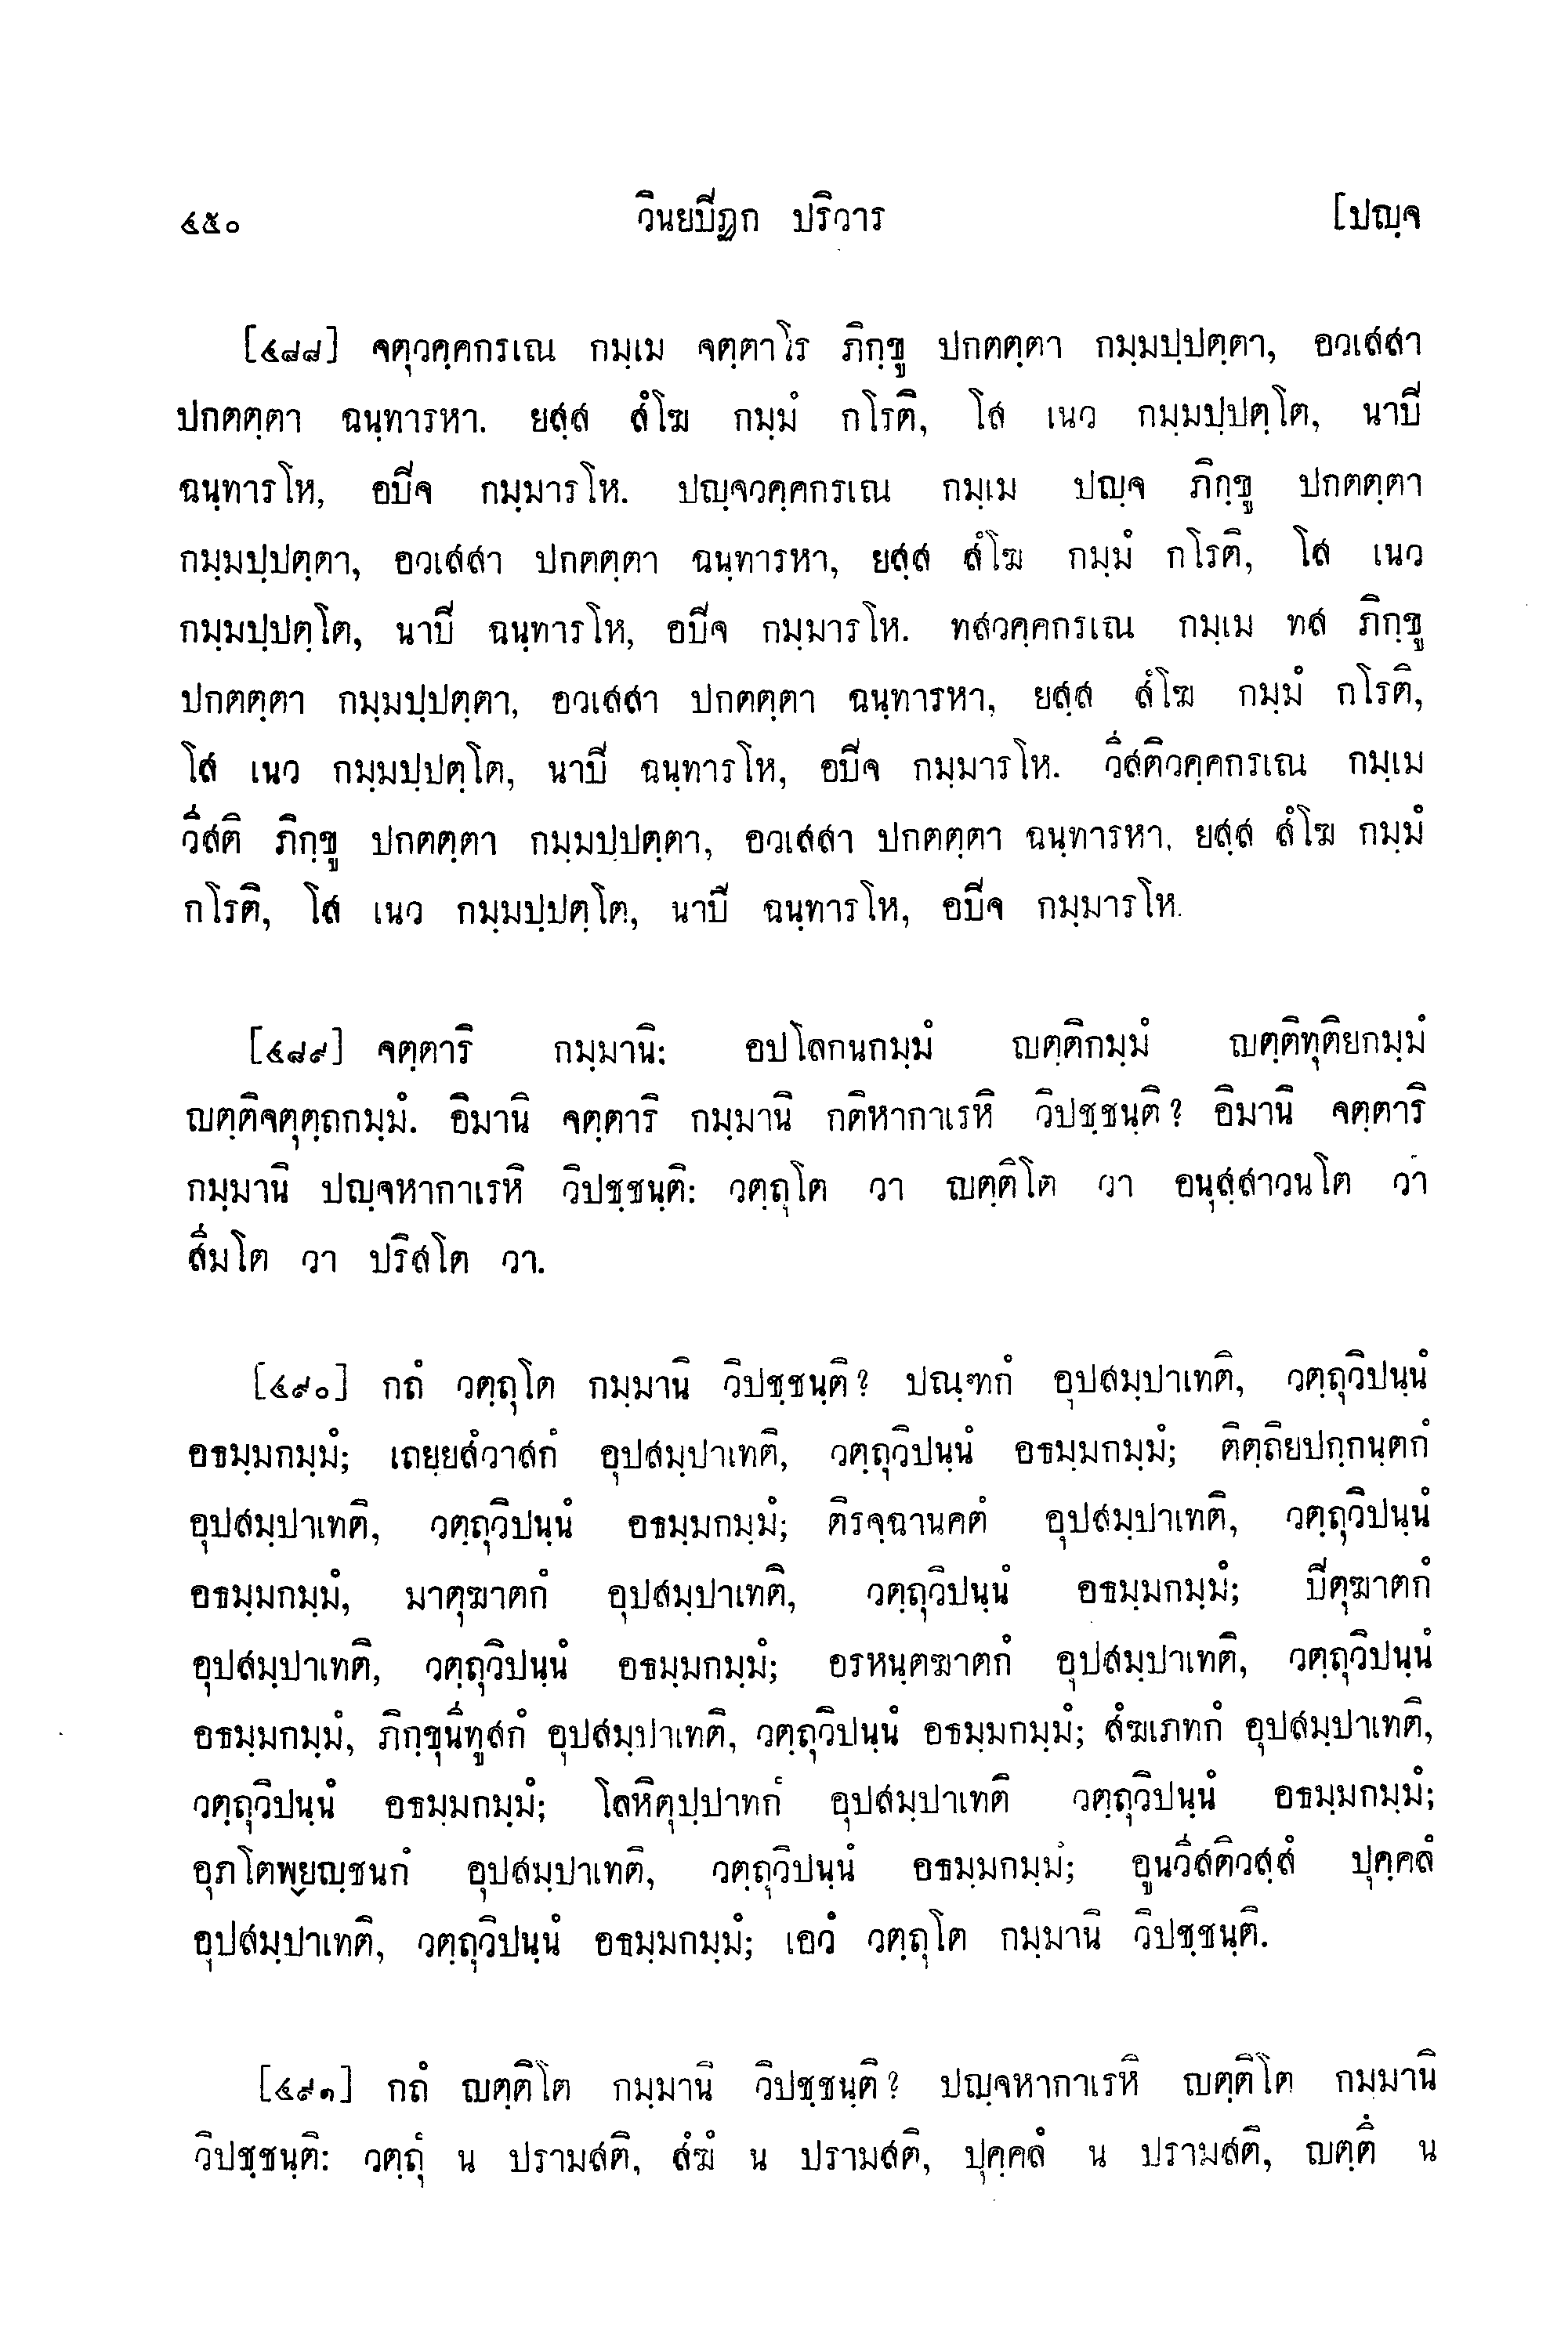 ๔๕๐ วินยปิฏก ปริวาร [ปญฺจ
[๔๘๘] จตุวคฺคกรเณ กมฺเม จตฺตาโร ภิกฺขู ปกตตฺตา กมฺมปฺปตฺตา, อวเสสา
ปกตตฺตา ฉนฺทารหา. ยสฺส สํโฆ กมฺมํ กโรติ, โส เนว กมฺมปฺปตฺโต, นาปิ
ฉนฺทารโห, อปิจ กมฺมารโห. ปญฺจวคฺคกรเณ กมฺเม ปญฺจ ภิกฺขู ปกตตฺตา
กมฺมปฺปตฺตา, อวเสสา ปกตตฺตา ฉนฺทารหา, ยสฺส สํโฆ กมฺมํ กโรติ, โส เนว
กมฺมปฺปตฺโต, นาปิ ฉนฺทารโห, อปิจ กมฺมารโห. ทสวคฺคกรเณ กมฺเม ทส ภิกฺขู
ปกตตฺตา กมฺมปฺปตฺตา, อวเสสา ปกตตฺตา ฉนฺทารหา, ยสฺส สํโฆ กมฺมํ กโรติ,
โส เนว กมฺมปฺปตฺโต, นาปิ ฉนฺทารโห, อปิจ กมฺมารโห. วีสติวคฺคกรเณ กมฺเม
วีสติ ภิกฺขู ปกตตฺตา กมฺมปฺปตฺตา, อวเสสา ปกตตฺตา ฉนฺทารหา, ยสฺส สํโฆ กมฺมํ
กโรติ, โส เนว กมฺมปฺปตฺโต, นาปิ ฉนฺทารโห, อปิจ กมฺมารโห.
[๔๘๙] จตฺตาริ กมฺมานิ: อปโลกนกมฺมํ ญตฺติกมฺมํ ญตฺติทุติยกมฺมํ
ญตฺติจตุตฺถกมฺมํ. อิมานิ จตฺตาริ กมฺมานิ กติหากาเรหิ วิปชฺชนฺติ? อิมานิ จตฺตาริ
กมฺมานิ ปญฺจหากาเรหิ วิปชฺชนฺติ: วตฺถุโต วา ญตฺติโต วา อนุสฺสาวนโต วา
สีมโต วา ปริสโต วา.
[๔๙๐] กถํ วตฺถุโต กมฺมานิ วิปชฺชนฺติ? ปณฺฑกํ อุปสมฺปาเทติ, วตฺถุวิปนฺนํ
อธมฺมกมฺมํ; เถยฺยสํวาสกํ อุปสมฺปาเทติ, วตฺถุวิปนฺนํ อธมฺมกมฺมํ; ติตฺถิยปกฺกนฺตกํ
อุปสมฺปาเทติ, วตฺถุวิปนฺนํ อธมฺมกมฺมํ; ติรจฺฉานคตํ อุปสมฺปาเทติ, วตฺถุวิปนฺนํ
อธมฺมกมฺมํ, มาตุฆาตกํ อุปสมฺปาเทติ, วตฺถุวิปนฺนํ อธมฺมกมฺมํ; ปิตุฆาตกํ
อุปสมฺปาเทติ, วตฺถุวิปนฺนํ อธมฺมกมฺมํ; อรหนฺตฆาตกํ อุปสมฺปาเทติ, วตฺถุวิปนฺนํ
อธมฺมกมฺมํ, ภิกฺขุนีทูสกํ อุปสมฺปาเทติ, วตฺถุวิปนฺนํ อธมฺมกมฺมํ; สํฆเภทกํ อุปสมฺปาเทติ,
วตฺถุวิปนฺนํ อธมฺมกมฺมํ; โลหิตุปฺปาทกํ อุปสมฺปาเทติ วตฺถุวิปนฺนํ อธมฺมกมฺมํ;
อุภโตพฺยญฺชนกํ อุปสมฺปาเทติ, วตฺถุวิปนฺนํ อธมฺมกมฺมํ; อูนวีสติวสฺสํ ปุคฺคลํ
อุปสมฺปาเทติ, วตฺถุวิปนฺนํ อธมฺมกมฺมํ; เอวํ วตฺถุโต กมฺมานิ วิปชฺชนฺติ.
[๔๙๑] กถํ ญตฺติโต กมฺมานิ วิปชฺชนฺติ? ปญฺจหากาเรหิ ญตฺติโต กมฺมานิ
วิปชฺชนฺติ: วตฺถุํ น ปรามสติ, สํฆํ น ปรามสติ, ปุคฺคลํ น ปรามสติ, ญตฺตึ น